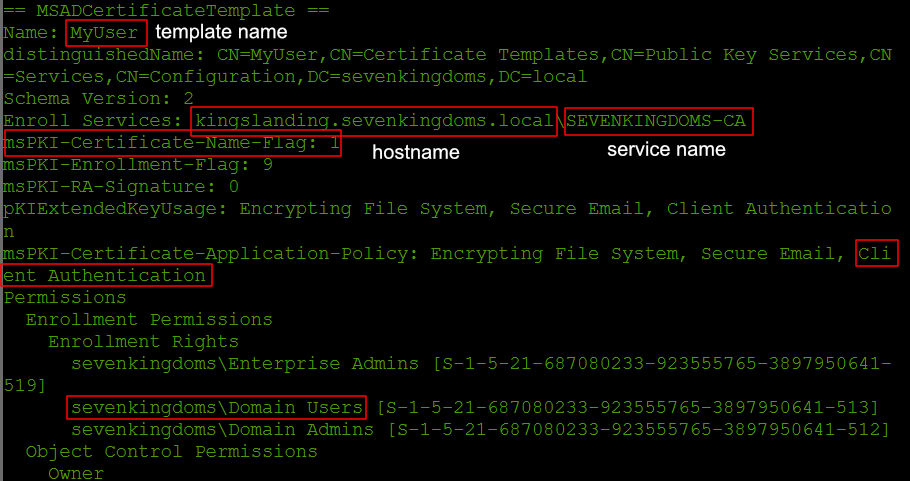 == MSADCertificateTemplate ==
Name: MyUser template name
distinguishedName: CN=MyUser,CN=Certificate Templates,CN=Public Key Services,CN
=Services,CN=Configuration,DC=sevenkingdoms,DC=local
Schema Version: 2
Enroll Services: kingslanding.sevenkingdoms.local\SEVENKINGDOMS-CA
msPKI-Certificate-Name-Flag: 1
hostname service name
msPKI-Enrollment-Flag: 9
msPKI-RA-Signature: 0
pKIExtendedKeyUsage: Encrypting File System, Secure Email, Client Authenticatio
n
msPKI-Certificate-Application-Policy: Encrypting File System, Secure Email, Cli
ent Authentication
Permissions
Enrollment Permissions
Enrollment Rights
sevenkingdoms\Enterprise Admins [S-1-5-21-687080233-923555765-3897950641-
519]
sevenkingdoms\Domain Users [S-1-5-21-687080233-923555765-3897950641-513]
sevenkingdoms\Domain Admins [S-1-5-21-687080233-923555765-3897950641-512]
Object Control Permissions
Owner